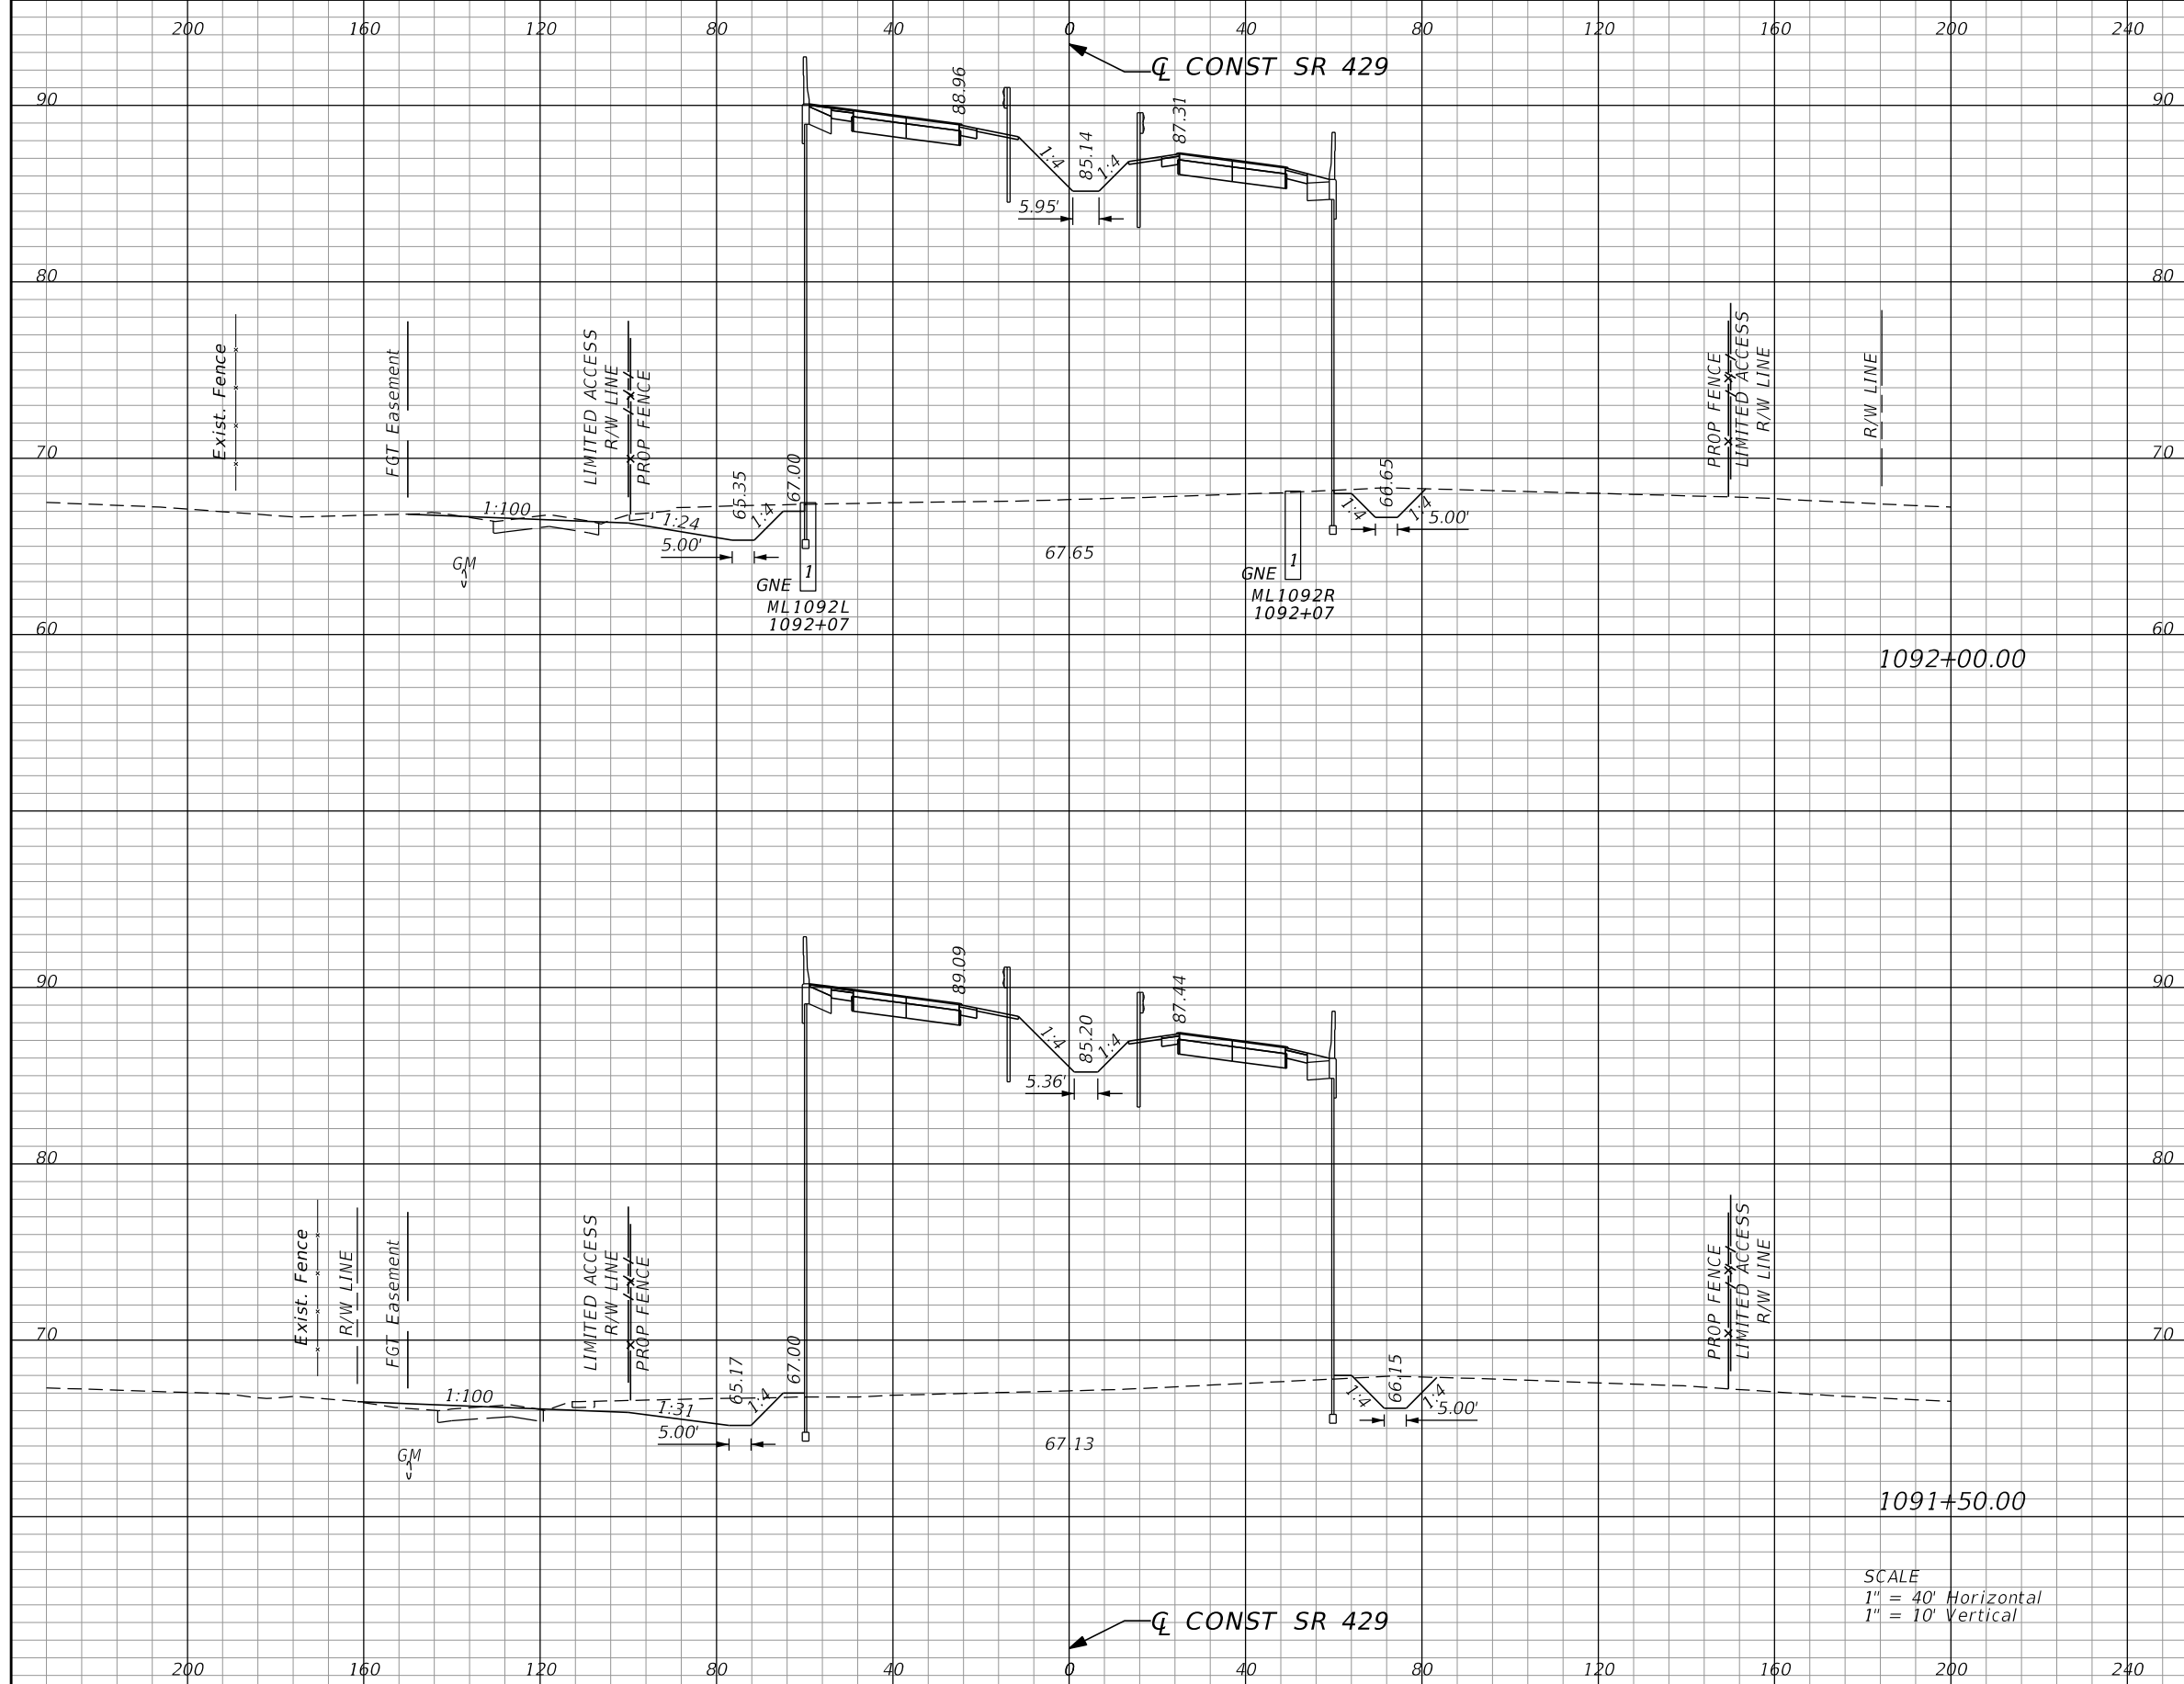 200 160 120 80 40 0 40 80 120 160 200 240
℄ CONST SR 429
90 90
88.96
87.31
1:4
85.14
1:4
5.95'
80 80
Exist. Fence
FGT Easement
LIMITED ACCESS
R/W LINE
PROP FENCE
PROP FENCE
LIMITED ACCESS
R/W LINE
R/W LINE
70 70
1:100
1:24
65.35
1:4
67.00
5.00'
1:4
66.65
1:4
5.00'
67.65
GM
GNE
1
ML1092L
1092+07
GNE
1
ML1092R
1092+07
60 60
1092+00.00
90 90
89.09
87.44
1:4
85.20
1:4
5.36'
80 80
Exist. Fence
R/W LINE
FGT Easement
LIMITED ACCESS
R/W LINE
PROP FENCE
PROP FENCE
LIMITED ACCESS
R/W LINE
70 70
1:100
1:31
65.17
1:4
67.00
5.00'
1:4
66.15
1:4
5.00'
67.13
GM
1091+50.00
SCALE
1" = 40' Horizontal
1" = 10' Vertical
℄ CONST SR 429
200 160 120 80 40 0 40 80 120 160 200 240